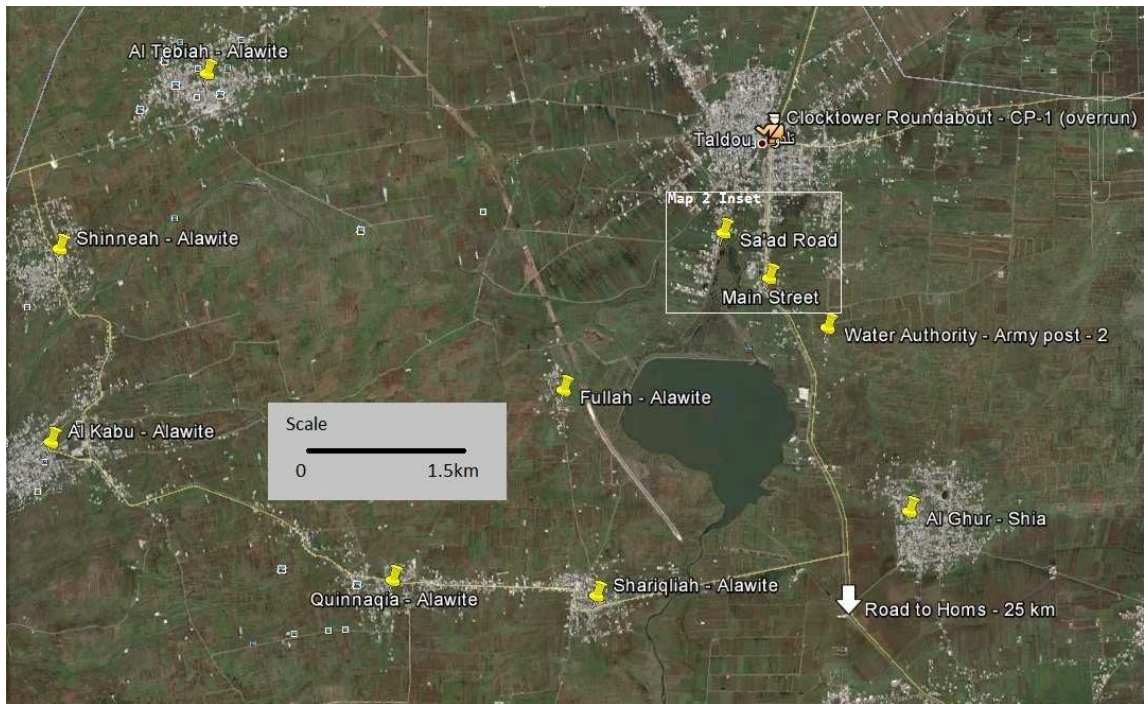 Al Tebiah - Alawite
Clocktower Roundabout - CP-1 (overrun)
Taldou
تلدو
Map 2 Inset
Shinneah - Alawite
Sa'ad Road
Main Street
Water Authority - Army post - 2
Fullah - Alawite
Scale
0 1.5km
Al Kabu - Alawite
Al Ghur - Shia
Quinnaqia - Alawite
Shariqliah - Alawite
Road to Homs - 25 km